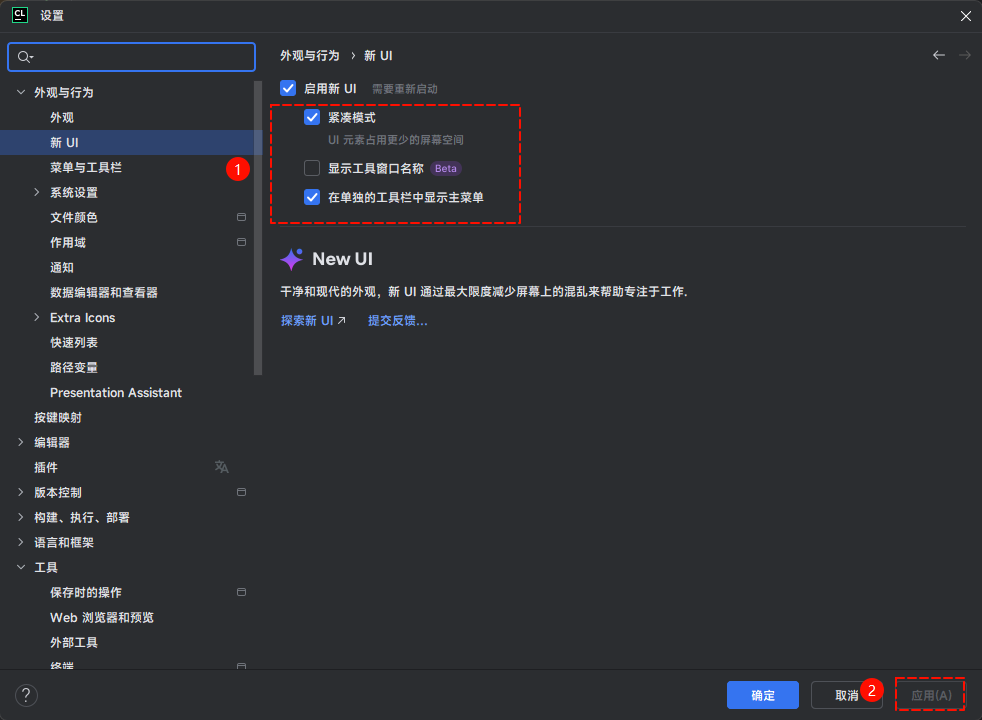 CL 设置
外观与行为 › 新 UI
启用新 UI 需要重新启动
紧凑模式
UI 元素占用更少的屏幕空间
显示工具窗口名称 Beta
在单独的工具栏中显示主菜单
New UI
干净和现代的外观，新 UI 通过最大限度减少屏幕上的混乱来帮助专注于工作.
探索新 UI↗ 提交反馈...
外观与行为
外观
新 UI
菜单与工具栏
1
系统设置
文件颜色
作用域
通知
数据编辑器和查看器
Extra Icons
快速列表
路径变量
Presentation Assistant
按键映射
编辑器
插件
版本控制
构建、执行、部署
语言和框架
工具
保存时的操作
Web 浏览器和预览
外部工具
终端
?
确定
取消
2
应用(A)